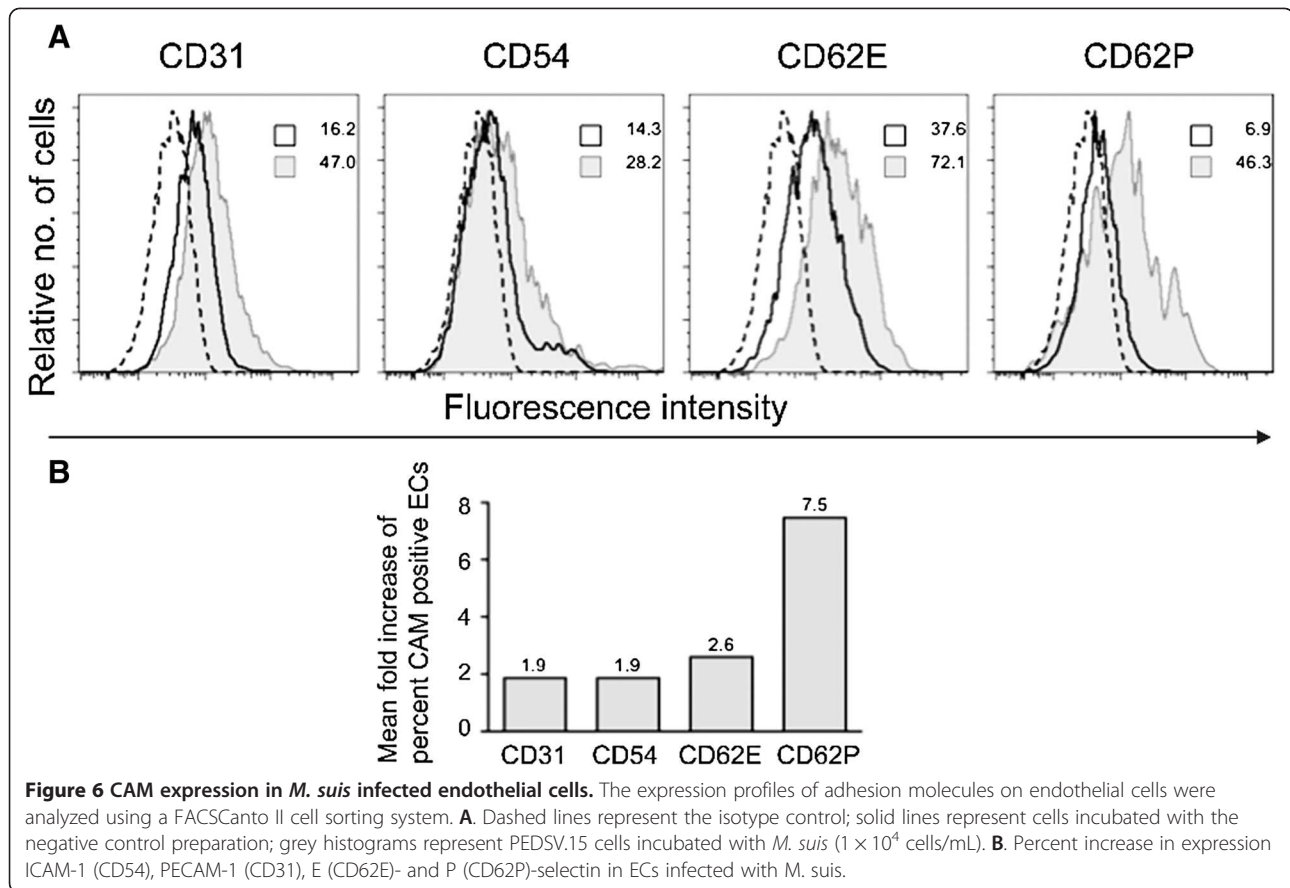 A
CD31 CD54 CD62E CD62P
Relative no. of cells
16.2 14.3 37.6 6.9
47.0 28.2 72.1 46.3
Fluorescence intensity
B
Mean fold increase of
percent CAM positive ECs
8
6
4
2
0
1.9 1.9 2.6 7.5
CD31 CD54 CD62E CD62P
Figure 6 CAM expression in M. suis infected endothelial cells. The expression profiles of adhesion molecules on endothelial cells were
analyzed using a FACSCanto II cell sorting system. A. Dashed lines represent the isotype control; solid lines represent cells incubated with the
negative control preparation; grey histograms represent PEDSV.15 cells incubated with M. suis (1 × 10⁴ cells/mL). B. Percent increase in expression
ICAM-1 (CD54), PECAM-1 (CD31), E (CD62E)- and P (CD62P)-selectin in ECs infected with M. suis.